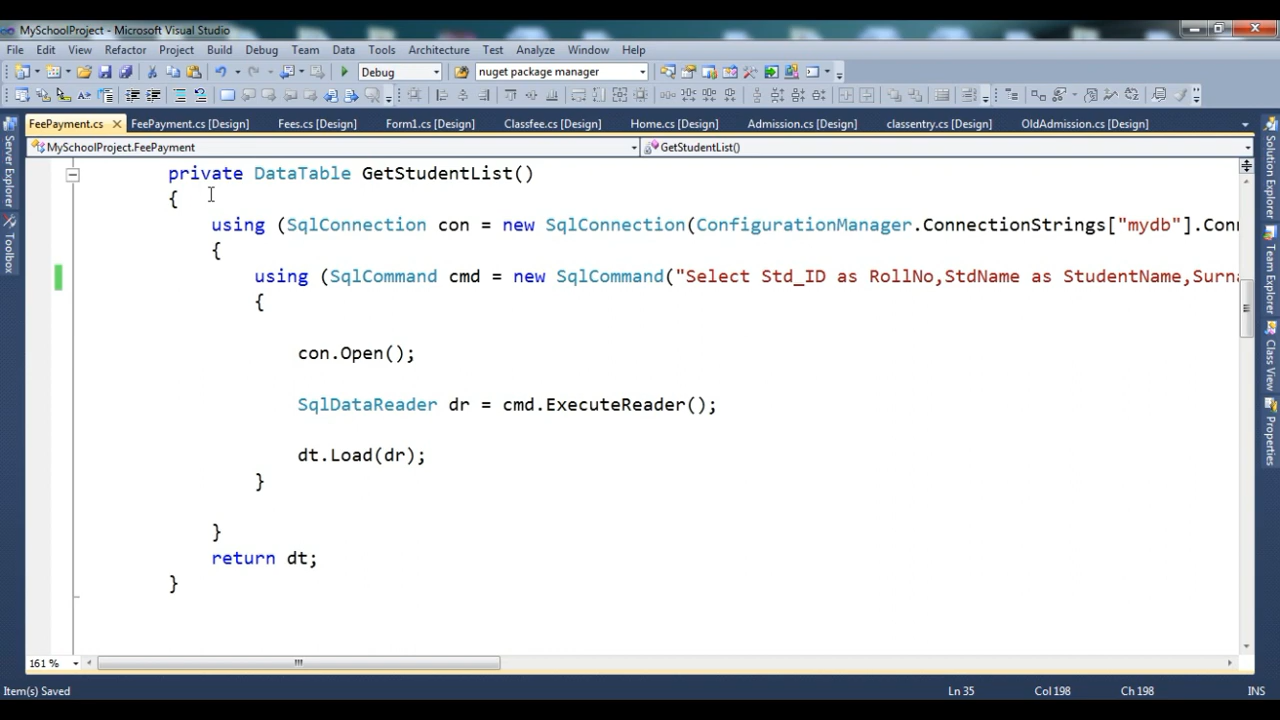 MySchoolProject - Microsoft Visual Studio
File Edit View Refactor Project Build Debug Team Data Tools Architecture Test Analyze Window Help
Debug nuget package manager
FeePayment.cs FeePayment.cs [Design] Fees.cs [Design] Form1.cs [Design] Classfee.cs [Design] Home.cs [Design] Admission.cs [Design] classentry.cs [Design] OldAdmission.cs [Design]
MySchoolProject.FeePayment GetStudentList()
private DataTable GetStudentList()
{
using (SqlConnection con = new SqlConnection(ConfigurationManager.ConnectionStrings["mydb"].Conn
{
using (SqlCommand cmd = new SqlCommand("Select Std_ID as RollNo,StdName as StudentName,Surna
{
con.Open();
SqlDataReader dr = cmd.ExecuteReader();
dt.Load(dr);
}
}
return dt;
}
161 %
Item(s) Saved Ln 35 Col 198 Ch 198 INS
Server Explorer
Toolbox
Solution Explorer
Team Explorer
Class View
Properties